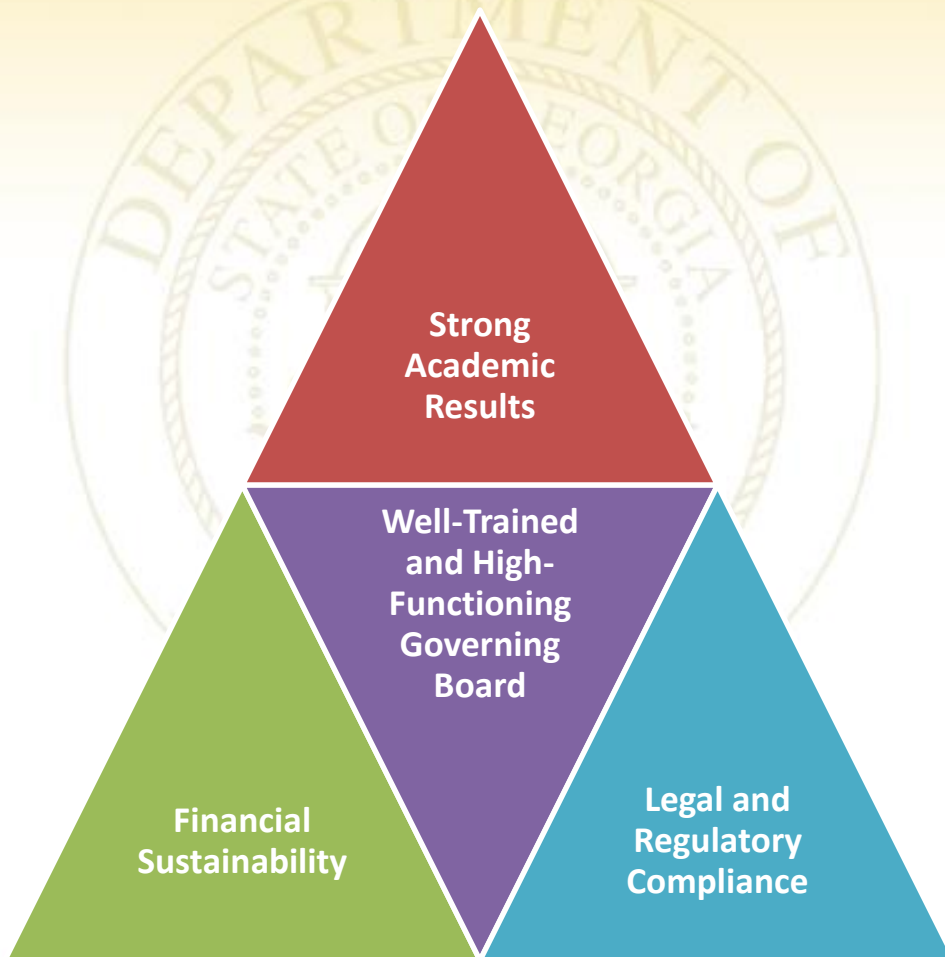 DEPARTMENT OF
STATE OF GEORGIA
Strong
Academic
Results
Well-Trained
and High-
Functioning
Governing
Board
Financial
Sustainability
Legal and
Regulatory
Compliance